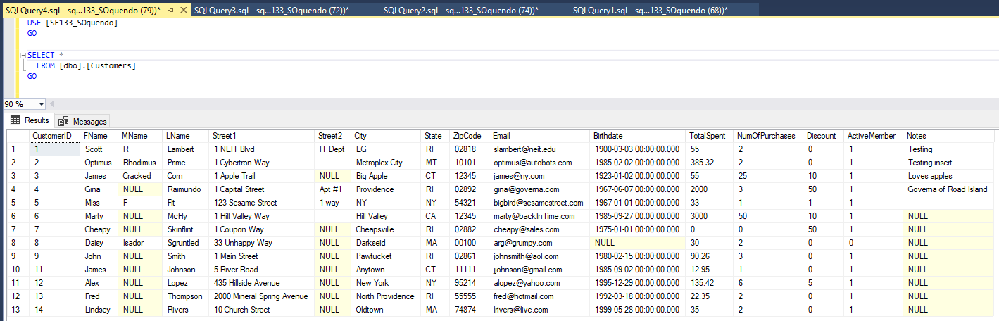 SQLQuery4.sql - sq...133_SOquendo (79))* SQLQuery3.sql - sq...133_SOquendo (72))* SQLQuery2.sql - sq...133_SOquendo (74))* SQLQuery1.sql - sq...133_SOquendo (68))*
USE [SE133_SOquendo]
GO
SELECT *
FROM [dbo].[Customers]
GO
90 %
Results Messages
CustomerID FName MName LName Street1 Street2 City State ZipCode Email Birthdate TotalSpent NumOfPurchases Discount ActiveMember Notes
1 1 Scott R Lambert 1 NEIT Blvd IT Dept EG RI 02818 slambert@neit.edu 1900-03-03 00:00:00.000 55 2 0 1 Testing
2 2 Optimus Rhodimus Prime 1 Cybertron Way Metroplex City MT 10101 optimus@autobots.com 1985-02-02 00:00:00.000 385.32 2 0 1 Testing insert
3 3 James Cracked Corn 1 Apple Trail NULL Big Apple CT 12345 james@ny.com 1923-01-02 00:00:00.000 55 25 10 1 Loves apples
4 4 Gina NULL Raimundo 1 Capital Street Apt #1 Providence RI 02892 gina@governa.com 1967-06-07 00:00:00.000 2000 3 50 1 Governa of Road Island
5 5 Miss F Fit 123 Sesame Street 1 way NY NY 54321 bigbird@sesamestreet.com 1967-01-01 00:00:00.000 33 1 1 1
6 6 Marty NULL McFly 1 Hill Valley Way Hill Valley CA 12345 marty@backInTime.com 1985-09-27 00:00:00.000 3000 50 10 1 NULL
7 7 Cheapy NULL Skinflint 1 Coupon Way NULL Cheapsville RI 02882 cheapy@sales.com 1975-01-01 00:00:00.000 0 0 50 1 NULL
8 8 Daisy Isador Sgruntled 33 Unhappy Way NULL Darkseid MA 00100 arg@grumpy.com NULL 30 2 0 0 NULL
9 9 John NULL Smith 1 Main Street NULL Pawtucket RI 02861 johnsmith@aol.com 1980-02-15 00:00:00.000 90.26 3 0 1 NULL
10 11 James NULL Johnson 5 River Road NULL Anytown CT 11111 jjohnson@gmail.com 1985-09-02 00:00:00.000 12.95 1 0 1 NULL
11 12 Alex NULL Lopez 435 Hillside Avenue NULL New York NY 95214 alopez@yahoo.com 1995-12-29 00:00:00.000 135.42 6 5 1 NULL
12 13 Fred NULL Thompson 2000 Mineral Spring Avenue NULL North Providence RI 55555 fred@hotmail.com 1992-03-18 00:00:00.000 22.35 2 0 1 NULL
13 14 Lindsey NULL Rivers 10 Church Street NULL Oldtown MA 74874 lrivers@live.com 1999-05-28 00:00:00.000 35 2 0 1 NULL